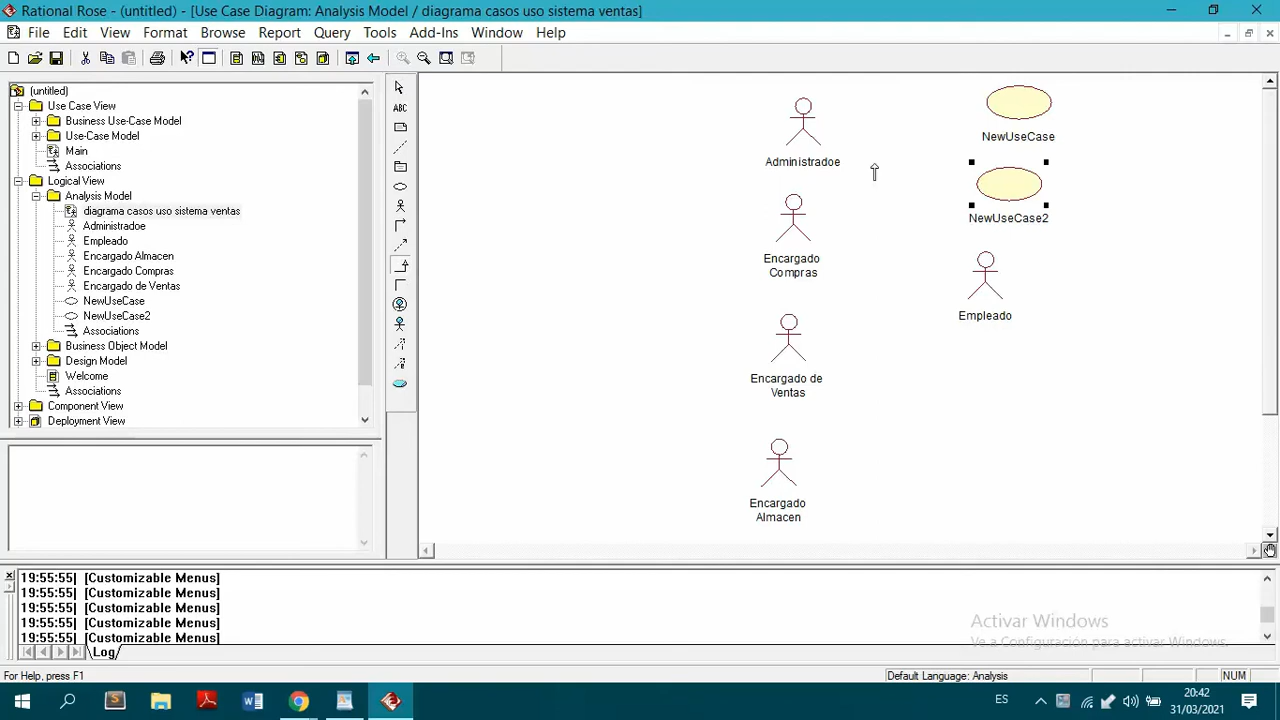 Rational Rose - (untitled) - [Use Case Diagram: Analysis Model / diagrama casos uso sistema ventas]
File Edit View Format Browse Report Query Tools Add-Ins Window Help
(untitled)
Use Case View
Business Use-Case Model
Use-Case Model
Main
Associations
Logical View
Analysis Model
diagrama casos uso sistema ventas
Administradoe
Empleado
Encargado Almacen
Encargado Compras
Encargado de Ventas
NewUseCase
NewUseCase2
Associations
Business Object Model
Design Model
Welcome
Associations
Component View
Deployment View
ABC
Administradoe
NewUseCase
NewUseCase2
Encargado
Compras
Empleado
Encargado de
Ventas
Encargado
Almacen
19:55:55| [Customizable Menus]
19:55:55| [Customizable Menus]
19:55:55| [Customizable Menus]
19:55:55| [Customizable Menus]
19:55:55| [Customizable Menus]
Log
Activar Windows
Ve a Configuración para activar Windows.
For Help, press F1
Default Language: Analysis
NUM
ES
20:42
31/03/2021